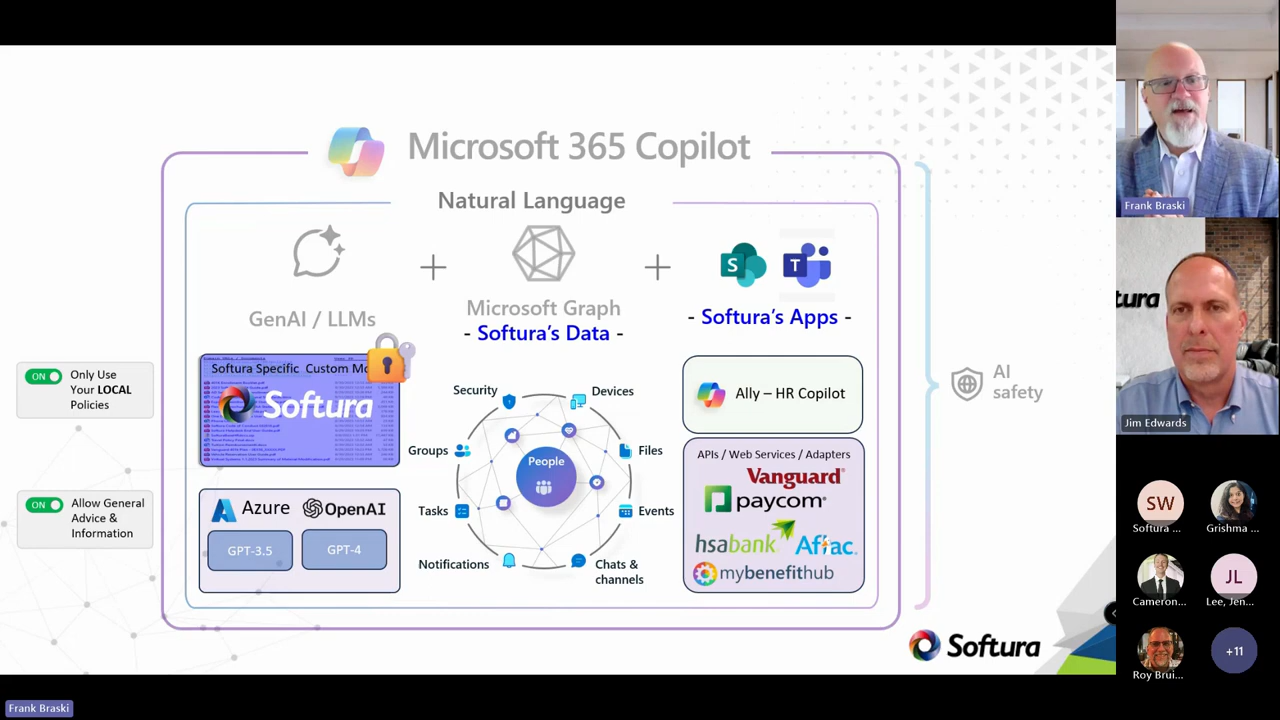 Microsoft 365 Copilot
Natural Language
GenAI / LLMs
Microsoft Graph
- Softura's Data -
- Softura's Apps -
S
T
ON
Only Use
Your LOCAL
Policies
ON
Allow General
Advice &
Information
Softura Specific Custom
Softura
Azure
OpenAI
GPT-3.5
GPT-4
Security
Devices
Groups
Files
People
Tasks
Events
Notifications
Chats &
channels
Ally – HR Copilot
APIs / Web Services / Adapters
Vanguard®
paycom®
hsabank
Aflac.
mybenefithub
AI
safety
Softura
Frank Braski
tura
Jim Edwards
SW
Softura ...
Grishma ...
Cameron...
JL
Lee, Jen...
Roy Brui...
+11
Frank Braski